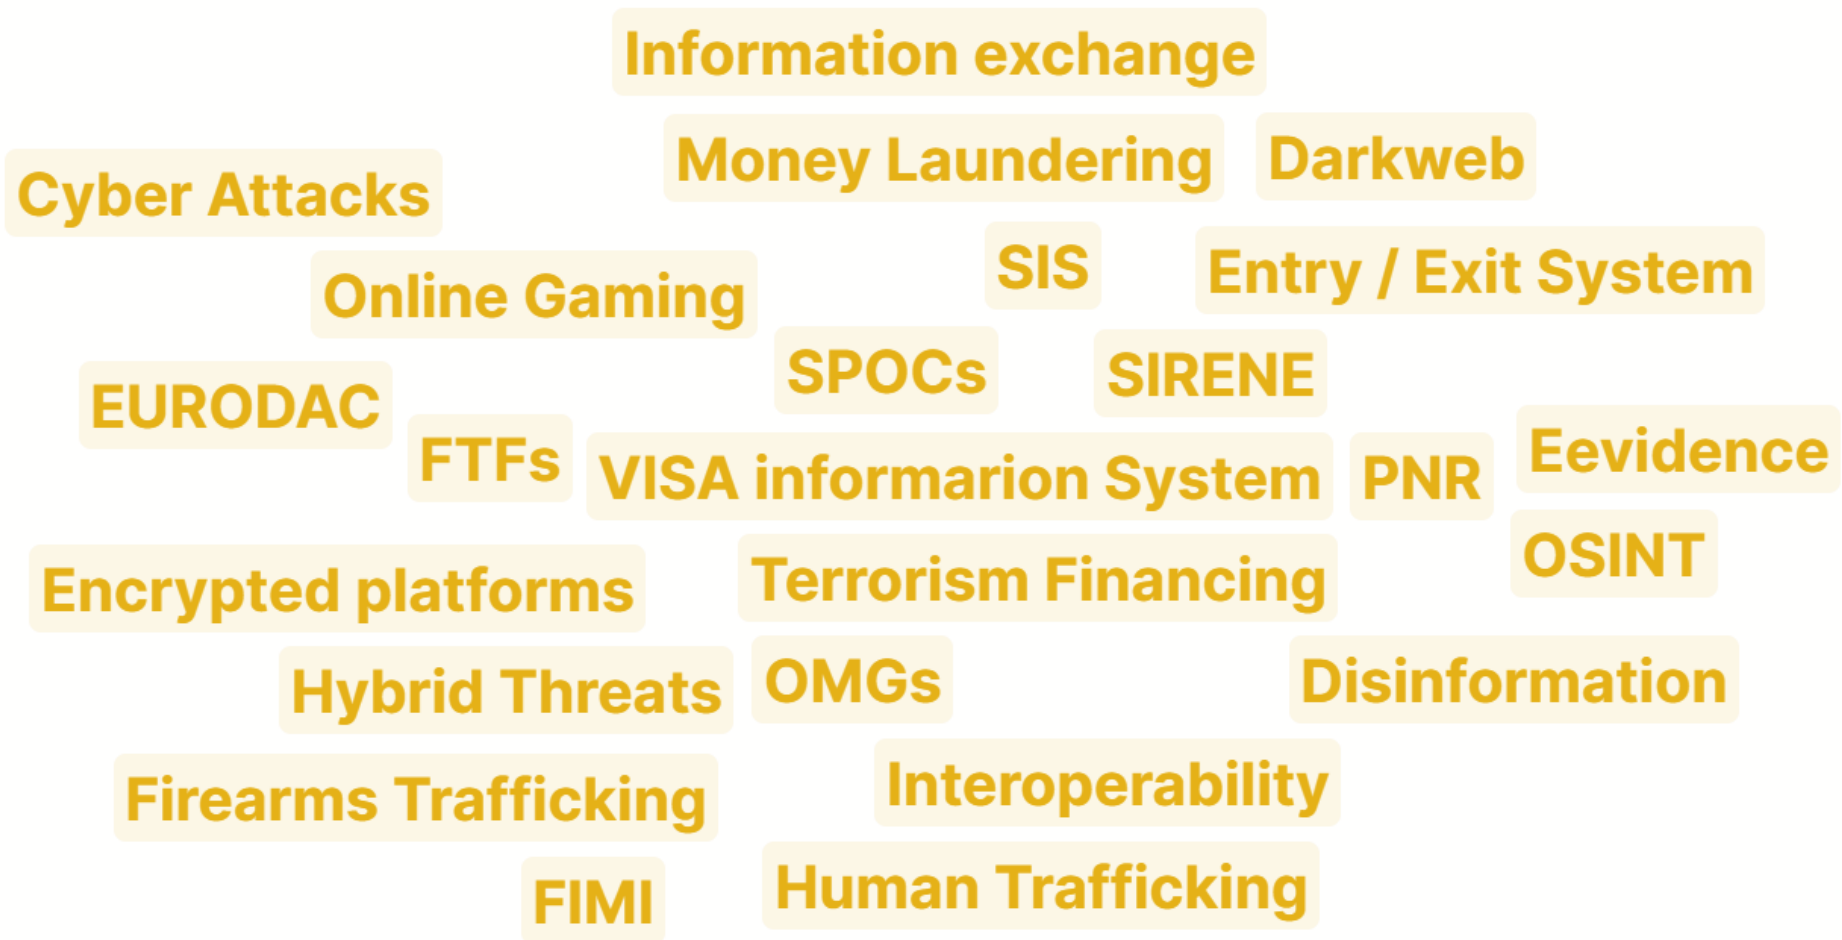 Information exchange
Money Laundering
Darkweb
Cyber Attacks
SIS
Entry / Exit System
Online Gaming
SPOCs
SIRENE
EURODAC
FTFs
VISA informarion System
PNR
Eevidence
OSINT
Encrypted platforms
Terrorism Financing
Hybrid Threats
OMGs
Disinformation
Firearms Trafficking
Interoperability
FIMI
Human Trafficking